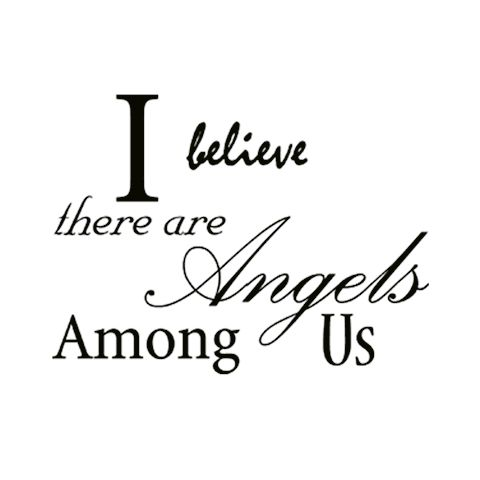 I believe
there are
Angels
Among Us